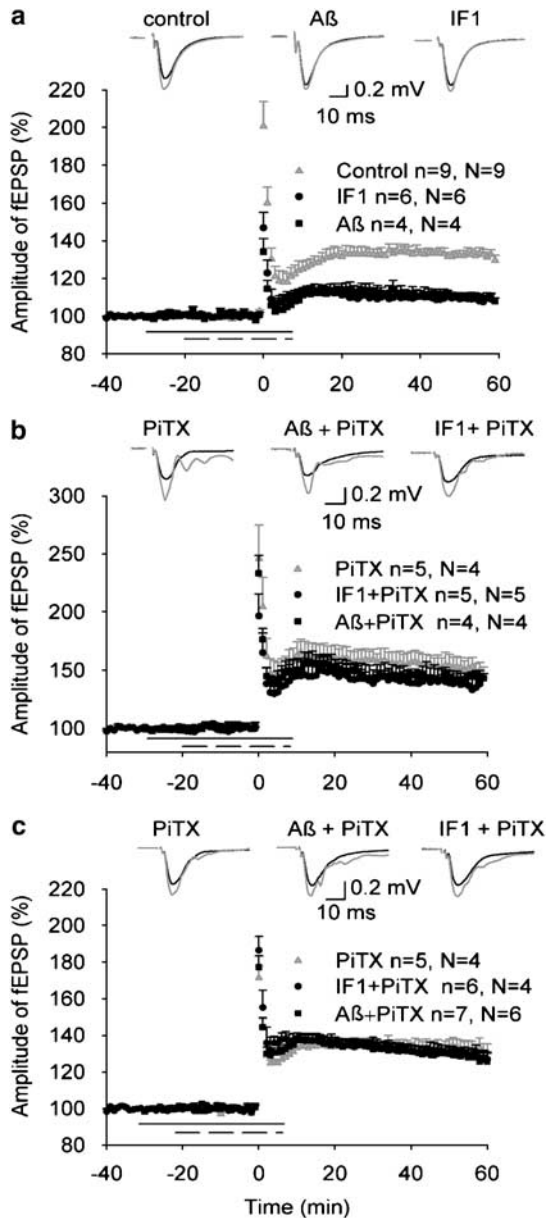 a
control Aß IF1
0.2 mV
10 ms
Amplitude of fEPSP (%)
220
200
180
160
140
120
100
80
Control n=9, N=9
IF1 n=6, N=6
Aß n=4, N=4
-40 -20 0 20 40 60
b
PiTX Aß + PiTX IF1+ PiTX
0.2 mV
10 ms
Amplitude of fEPSP (%)
300
250
200
150
100
PiTX n=5, N=4
IF1+PiTX n=5, N=5
Aß+PiTX n=4, N=4
-40 -20 0 20 40 60
c
PiTX Aß + PiTX IF1 + PiTX
0.2 mV
10 ms
Amplitude of fEPSP (%)
220
200
180
160
140
120
100
80
PiTX n=5, N=4
IF1+PiTX n=6, N=4
Aß+PiTX n=7, N=6
-40 -20 0 20 40 60
Time (min)